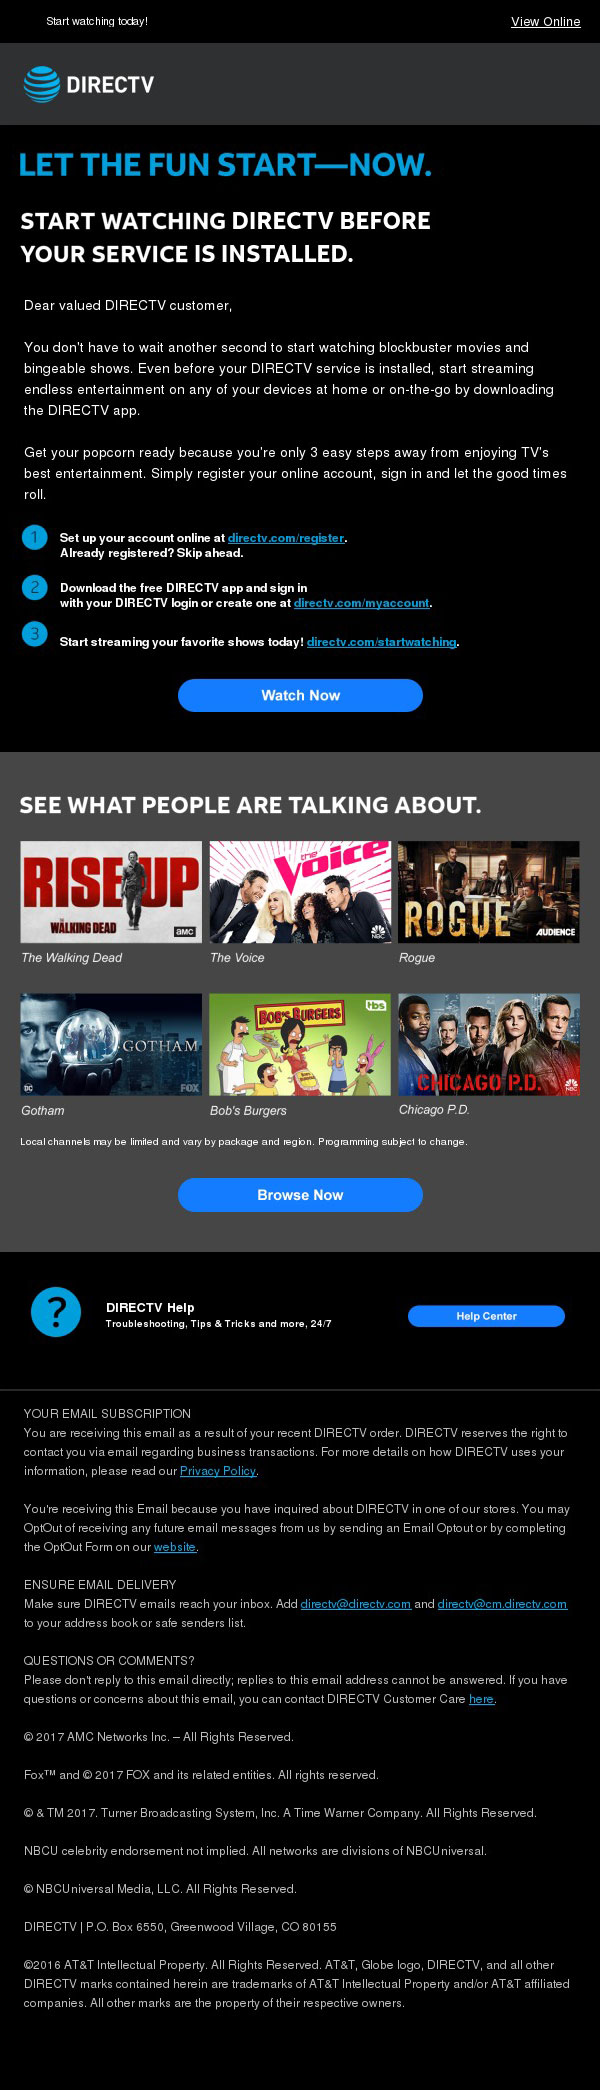 Start watching today!
View Online
DIRECTV
LET THE FUN START—NOW.
START WATCHING DIRECTV BEFORE
YOUR SERVICE IS INSTALLED.
Dear valued DIRECTV customer,
You don't have to wait another second to start watching blockbuster movies and
bingeable shows. Even before your DIRECTV service is installed, start streaming
endless entertainment on any of your devices at home or on-the-go by downloading
the DIRECTV app.
Get your popcorn ready because you're only 3 easy steps away from enjoying TV's
best entertainment. Simply register your online account, sign in and let the good times
roll.
1
Set up your account online at directv.com/register.
Already registered? Skip ahead.
2
Download the free DIRECTV app and sign in
with your DIRECTV login or create one at directv.com/myaccount.
3
Start streaming your favorite shows today! directv.com/startwatching.
Watch Now
SEE WHAT PEOPLE ARE TALKING ABOUT.
RISE UP
THE WALKING DEAD
amc
the Voice
NBC
ROGUE
AUDIENCE
The Walking Dead
The Voice
Rogue
GOTHAM
DC
FOX
BOB'S BURGERS
tbs
CHICAGO P.D.
NBC
Gotham
Bob's Burgers
Chicago P.D.
Local channels may be limited and vary by package and region. Programming subject to change.
Browse Now
?
DIRECTV Help
Troubleshooting, Tips & Tricks and more, 24/7
Help Center
YOUR EMAIL SUBSCRIPTION
You are receiving this email as a result of your recent DIRECTV order. DIRECTV reserves the right to
contact you via email regarding business transactions. For more details on how DIRECTV uses your
information, please read our Privacy Policy.
You're receiving this Email because you have inquired about DIRECTV in one of our stores. You may
OptOut of receiving any future email messages from us by sending an Email Optout or by completing
the OptOut Form on our website.
ENSURE EMAIL DELIVERY
Make sure DIRECTV emails reach your inbox. Add directv@directv.com and directv@cm.directv.com
to your address book or safe senders list.
QUESTIONS OR COMMENTS?
Please don't reply to this email directly; replies to this email address cannot be answered. If you have
questions or concerns about this email, you can contact DIRECTV Customer Care here.
© 2017 AMC Networks Inc. – All Rights Reserved.
Fox™ and © 2017 FOX and its related entities. All rights reserved.
© & TM 2017. Turner Broadcasting System, Inc. A Time Warner Company. All Rights Reserved.
NBCU celebrity endorsement not implied. All networks are divisions of NBCUniversal.
© NBCUniversal Media, LLC. All Rights Reserved.
DIRECTV | P.O. Box 6550, Greenwood Village, CO 80155
©2016 AT&T Intellectual Property. All Rights Reserved. AT&T, Globe logo, DIRECTV, and all other
DIRECTV marks contained herein are trademarks of AT&T Intellectual Property and/or AT&T affiliated
companies. All other marks are the property of their respective owners.